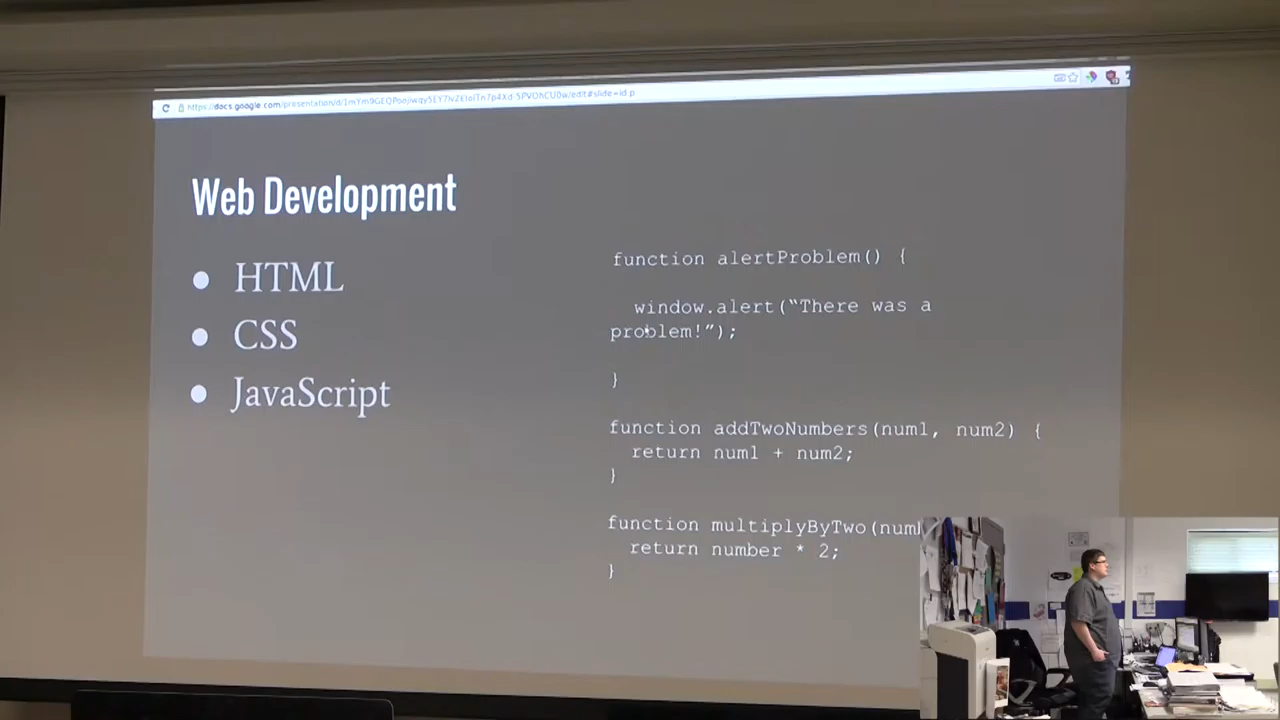 Web Development
HTML
CSS
JavaScript
function alertProblem() {
window.alert(“There was a
problem!”);
}
function addTwoNumbers(num1, num2) {
return num1 + num2;
}
function multiplyByTwo(num
return number * 2;
}